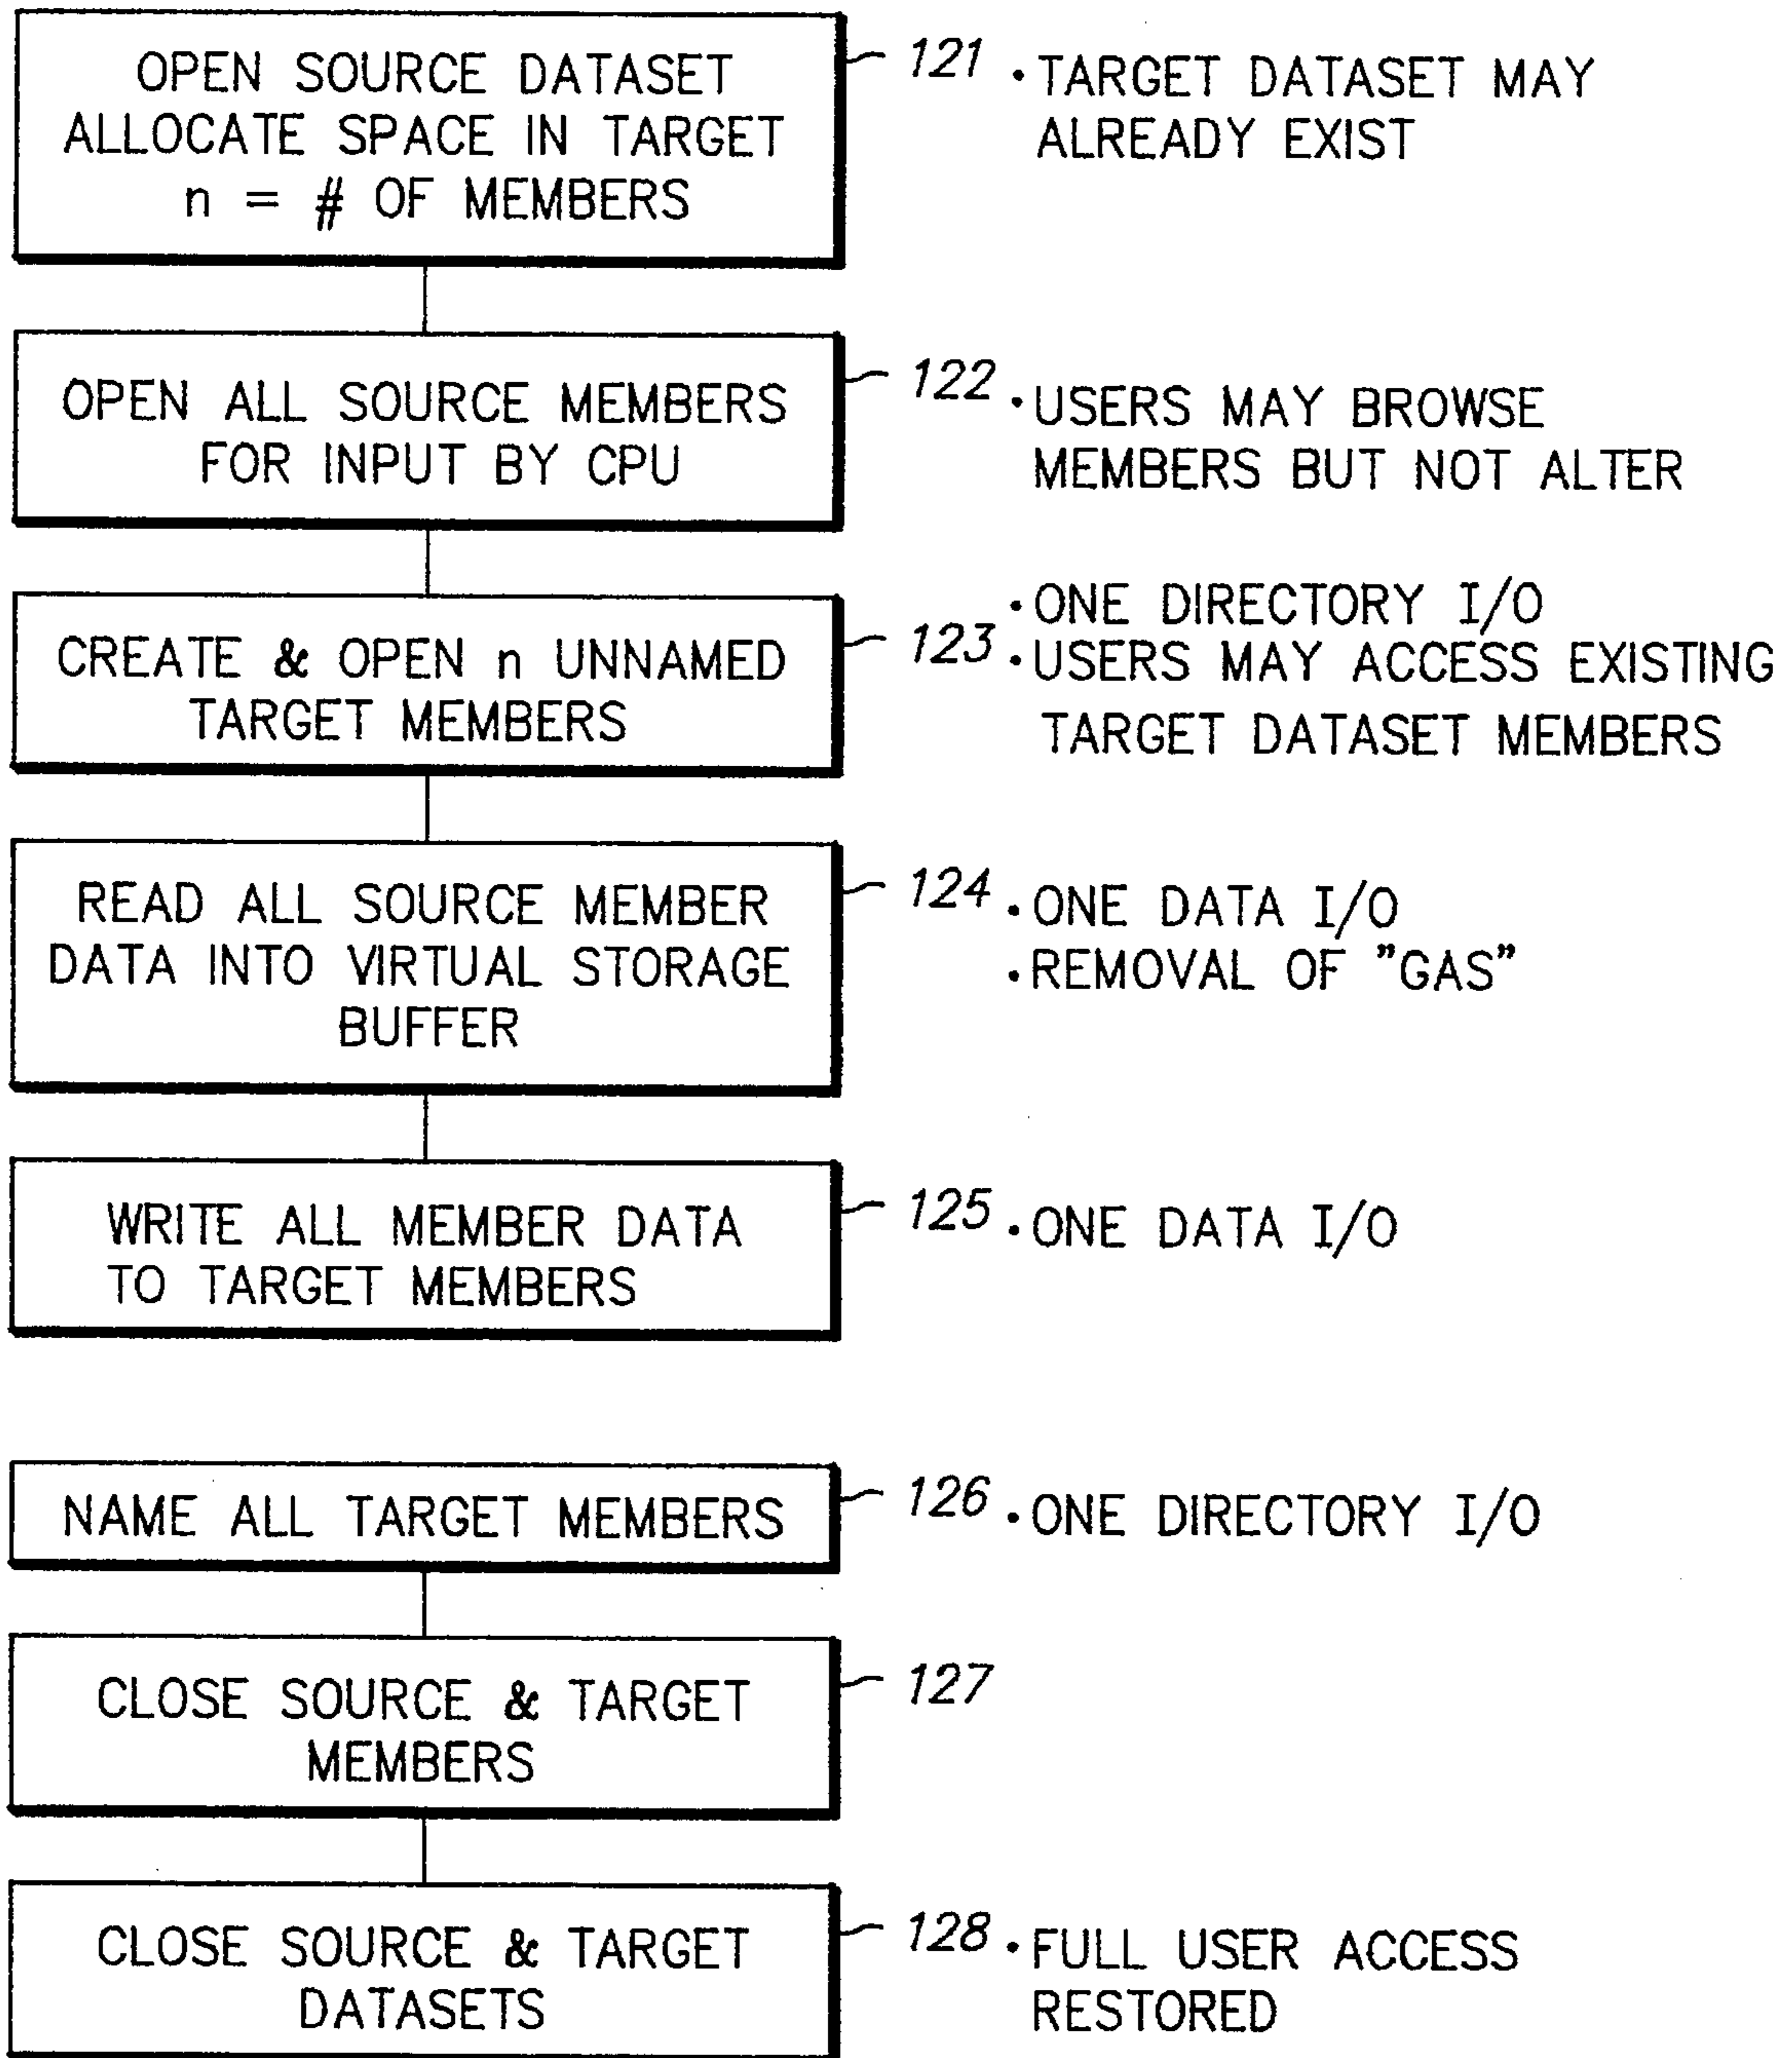 OPEN SOURCE DATASET
ALLOCATE SPACE IN TARGET
n = # OF MEMBERS
121
• TARGET DATASET MAY
ALREADY EXIST
OPEN ALL SOURCE MEMBERS
FOR INPUT BY CPU
122
• USERS MAY BROWSE
MEMBERS BUT NOT ALTER
CREATE & OPEN n UNNAMED
TARGET MEMBERS
123
• ONE DIRECTORY I/O
• USERS MAY ACCESS EXISTING
TARGET DATASET MEMBERS
READ ALL SOURCE MEMBER
DATA INTO VIRTUAL STORAGE
BUFFER
124
• ONE DATA I/O
• REMOVAL OF "GAS"
WRITE ALL MEMBER DATA
TO TARGET MEMBERS
125
• ONE DATA I/O
NAME ALL TARGET MEMBERS
126
• ONE DIRECTORY I/O
CLOSE SOURCE & TARGET
MEMBERS
127
CLOSE SOURCE & TARGET
DATASETS
128
• FULL USER ACCESS
RESTORED